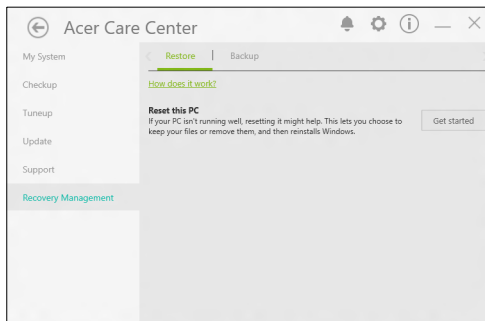 Acer Care Center
My System
Checkup
Tuneup
Update
Support
Recovery Management
Restore
Backup
How does it work?
Reset this PC
If your PC isn't running well, resetting it might help. This lets you choose to
keep your files or remove them, and then reinstalls Windows.
Get started